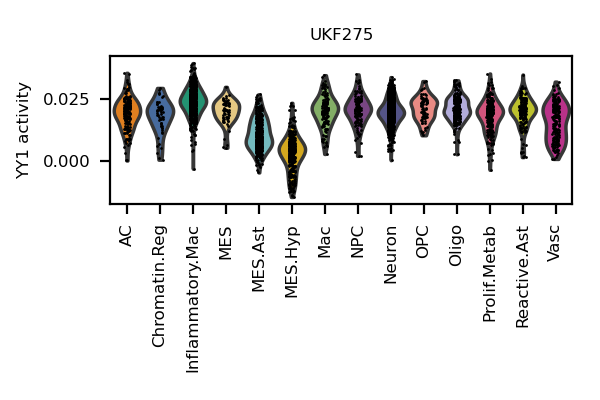 UKF275
YY1 activity
0.025
0.000
AC
Chromatin.Reg
Inflammatory.Mac
MES
MES.Ast
MES.Hyp
Mac
NPC
Neuron
OPC
Oligo
Prolif.Metab
Reactive.Ast
Vasc